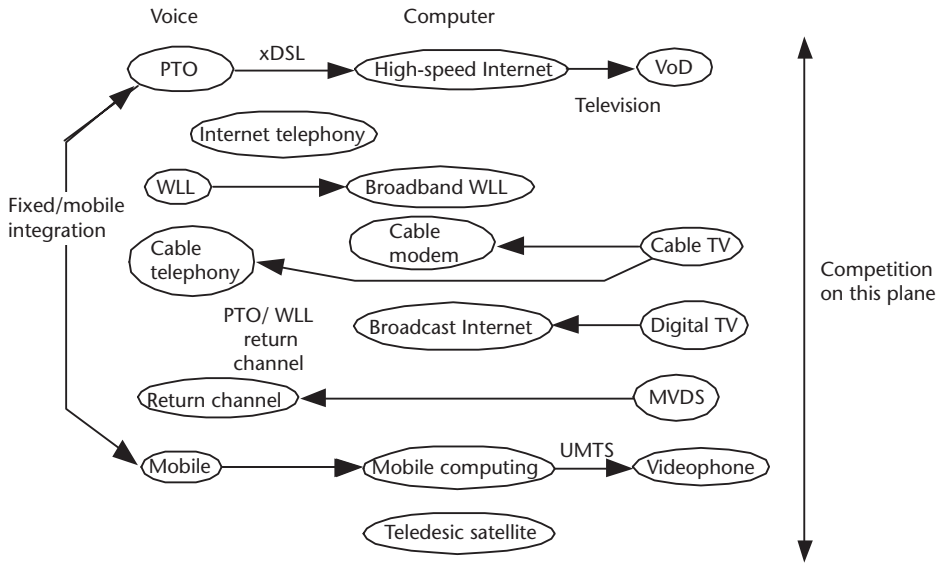 Voice
Computer
PTO
xDSL
High-speed Internet
VoD
Television
Internet telephony
WLL
Broadband WLL
Fixed/mobile
integration
Cable
telephony
Cable
modem
Cable TV
Competition
on this plane
PTO/ WLL
return
channel
Broadcast Internet
Digital TV
Return channel
MVDS
Mobile
Mobile computing
UMTS
Videophone
Teledesic satellite